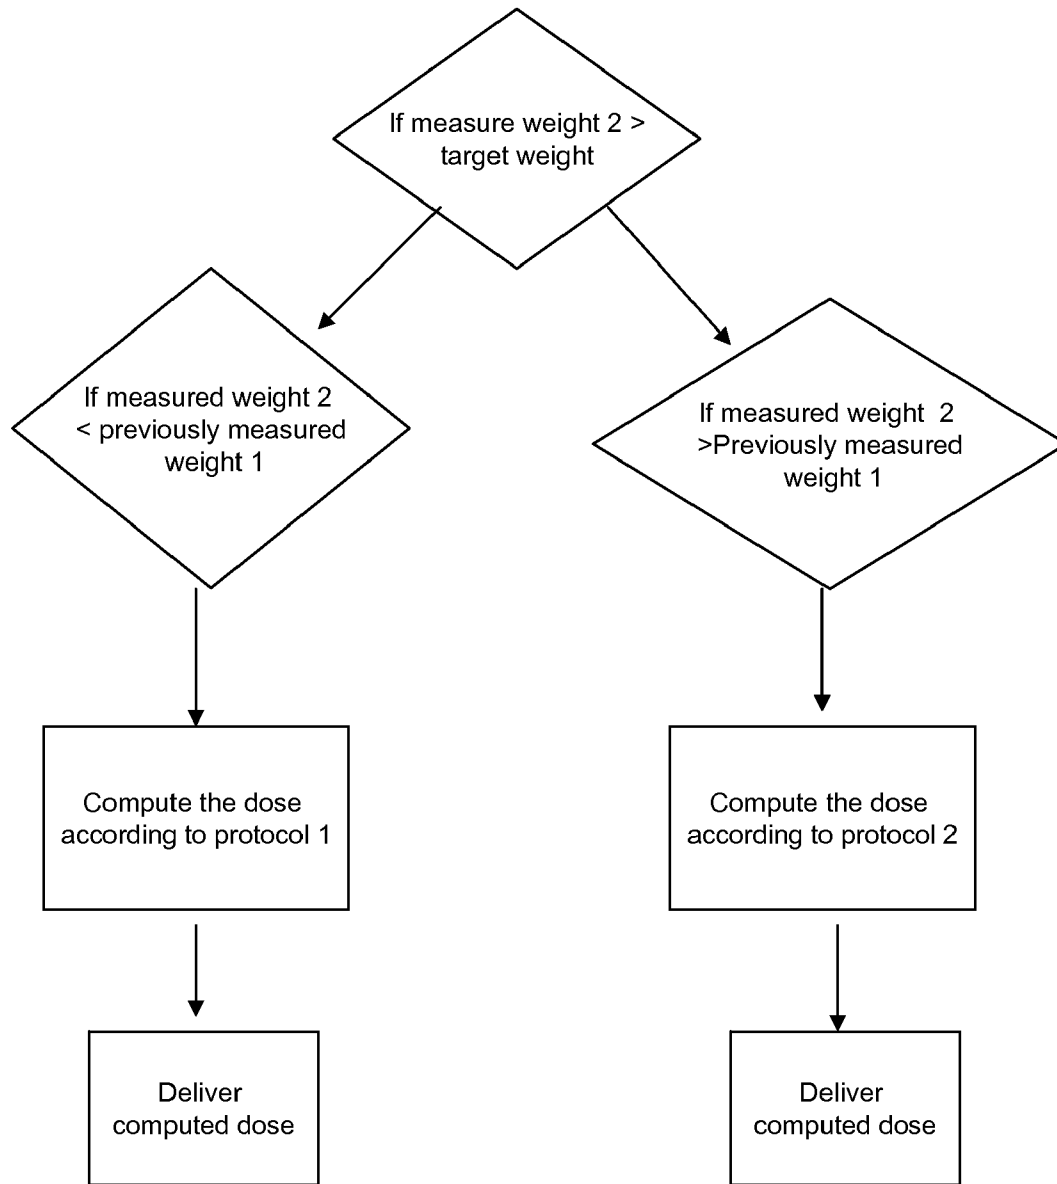 If measure weight 2 >
target weight
If measured weight 2
< previously measured
weight 1
If measured weight 2
>Previously measured
weight 1
Compute the dose
according to protocol 1
Compute the dose
according to protocol 2
Deliver
computed dose
Deliver
computed dose